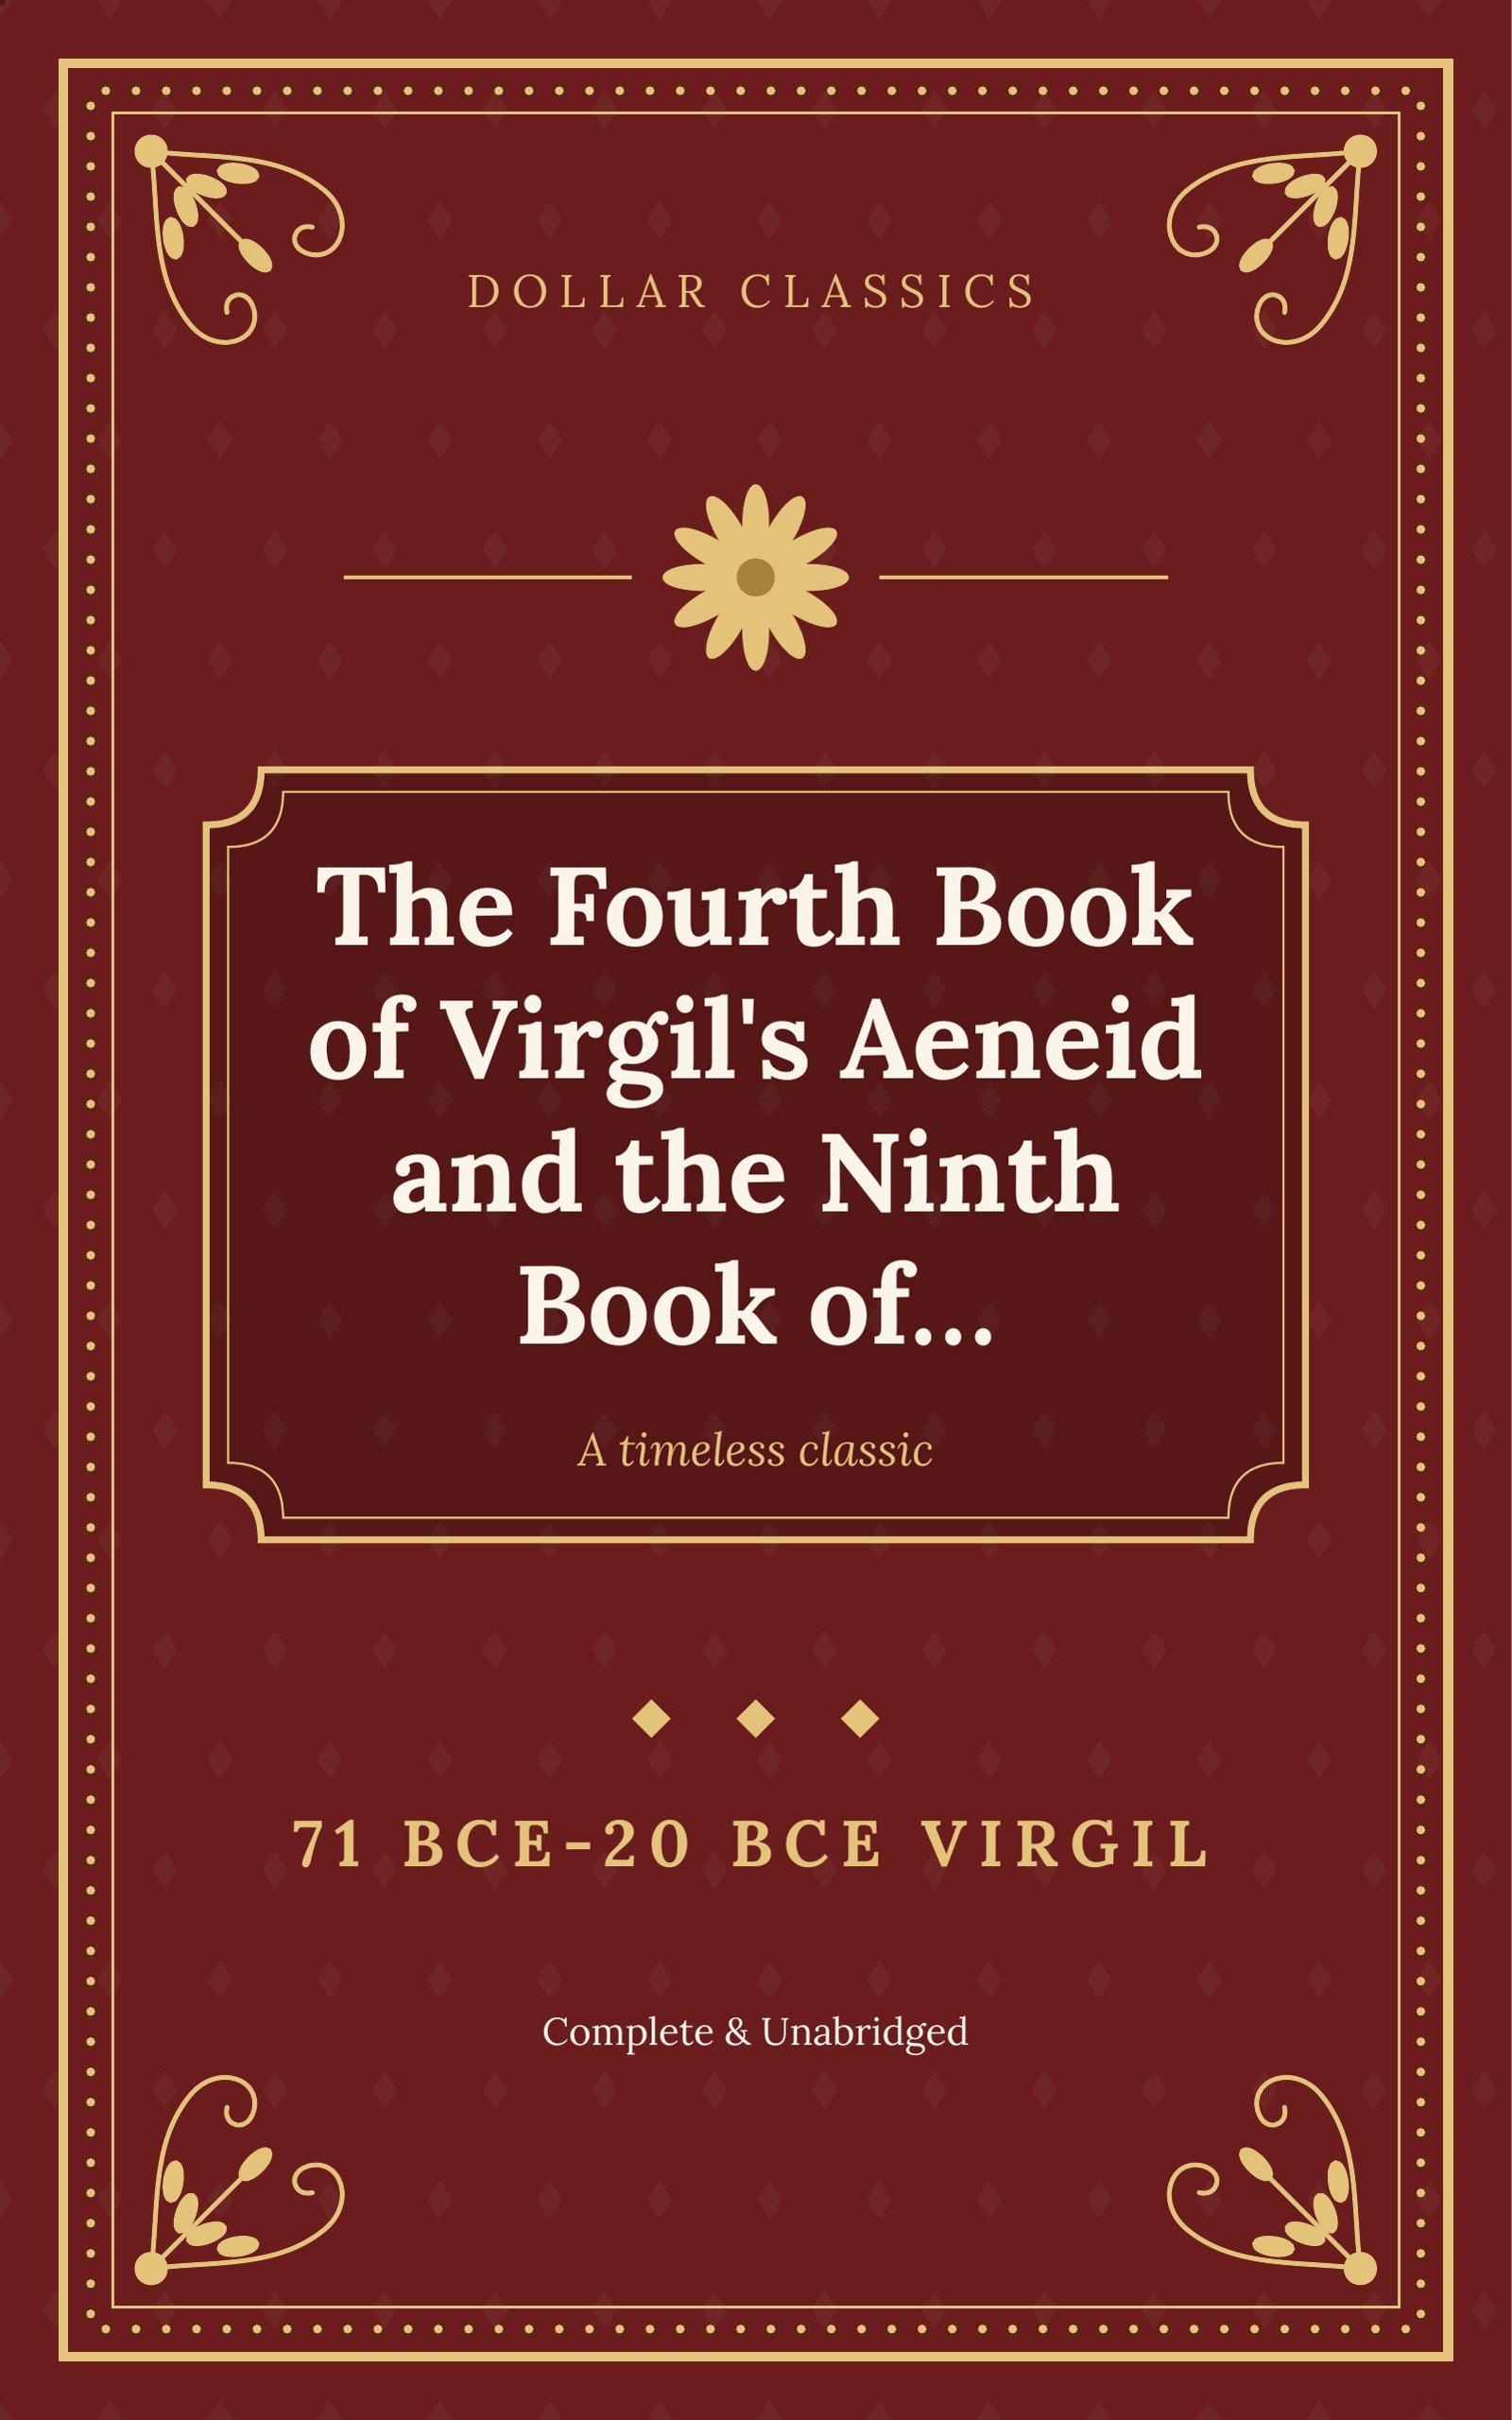 DOLLAR CLASSICS
The Fourth Book
of Virgil's Aeneid
and the Ninth
Book of...
A timeless classic
71 BCE-20 BCE VIRGIL
Complete & Unabridged